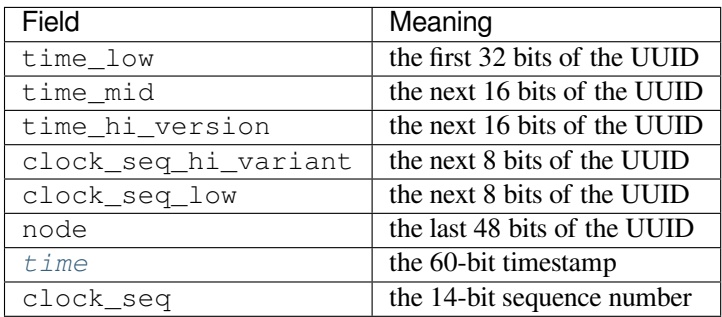 Field Meaning
time_low the first 32 bits of the UUID
time_mid the next 16 bits of the UUID
time_hi_version the next 16 bits of the UUID
clock_seq_hi_variant the next 8 bits of the UUID
clock_seq_low the next 8 bits of the UUID
node the last 48 bits of the UUID
time the 60-bit timestamp
clock_seq the 14-bit sequence number